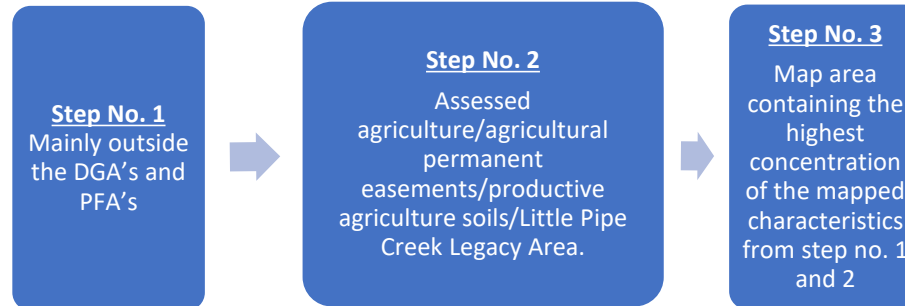 Step No. 1
Mainly outside
the DGA's and
PFA's
Step No. 2
Assessed
agriculture/agricultural
permanent
easements/productive
agriculture soils/Little Pipe
Creek Legacy Area.
Step No. 3
Map area
containing the
highest
concentration
of the mapped
characteristics
from step no. 1
and 2